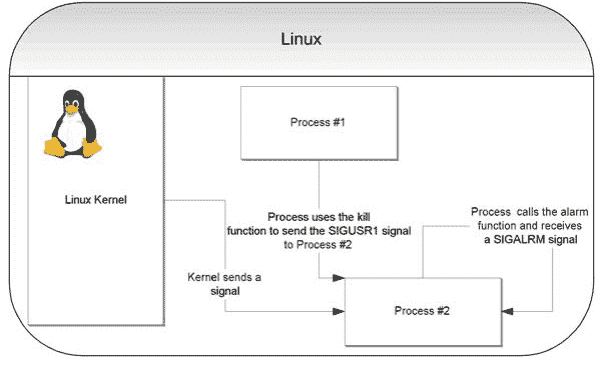 Linux
Process #1
Linux Kernel
Process uses the kill
function to send the SIGUSR1 signal
to Process #2
Process  calls the alarm
function and receives
a SIGALRM signal
Kernel sends a
signal
Process #2